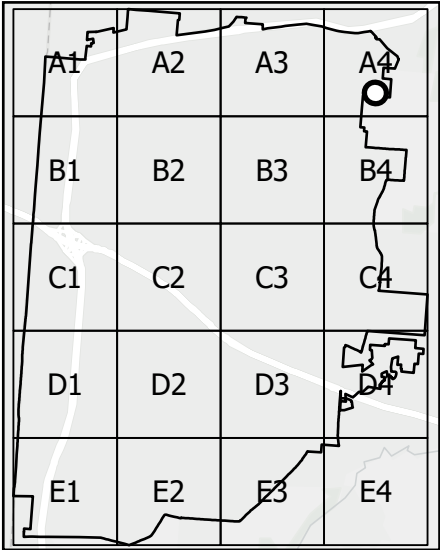 A1 A2 A3 A4
B1 B2 B3 B4
C1 C2 C3 C4
D1 D2 D3 D4
E1 E2 E3 E4